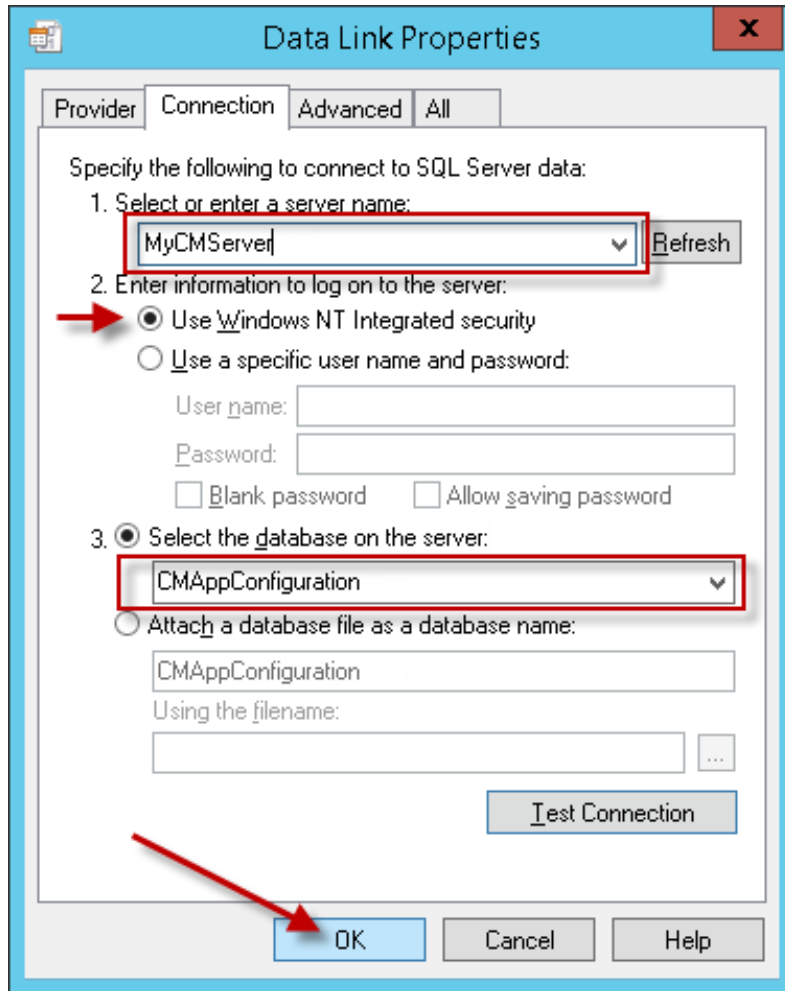 Data Link Properties
x
Provider Connection Advanced All
Specify the following to connect to SQL Server data:
1. Select or enter a server name:
MyCMServer Refresh
2. Enter information to log on to the server:
Use Windows NT Integrated security
Use a specific user name and password:
User name:
Password:
Blank password Allow saving password
3. Select the database on the server:
CMAppConfiguration
Attach a database file as a database name:
CMAppConfiguration
Using the filename:
...
Test Connection
OK Cancel Help